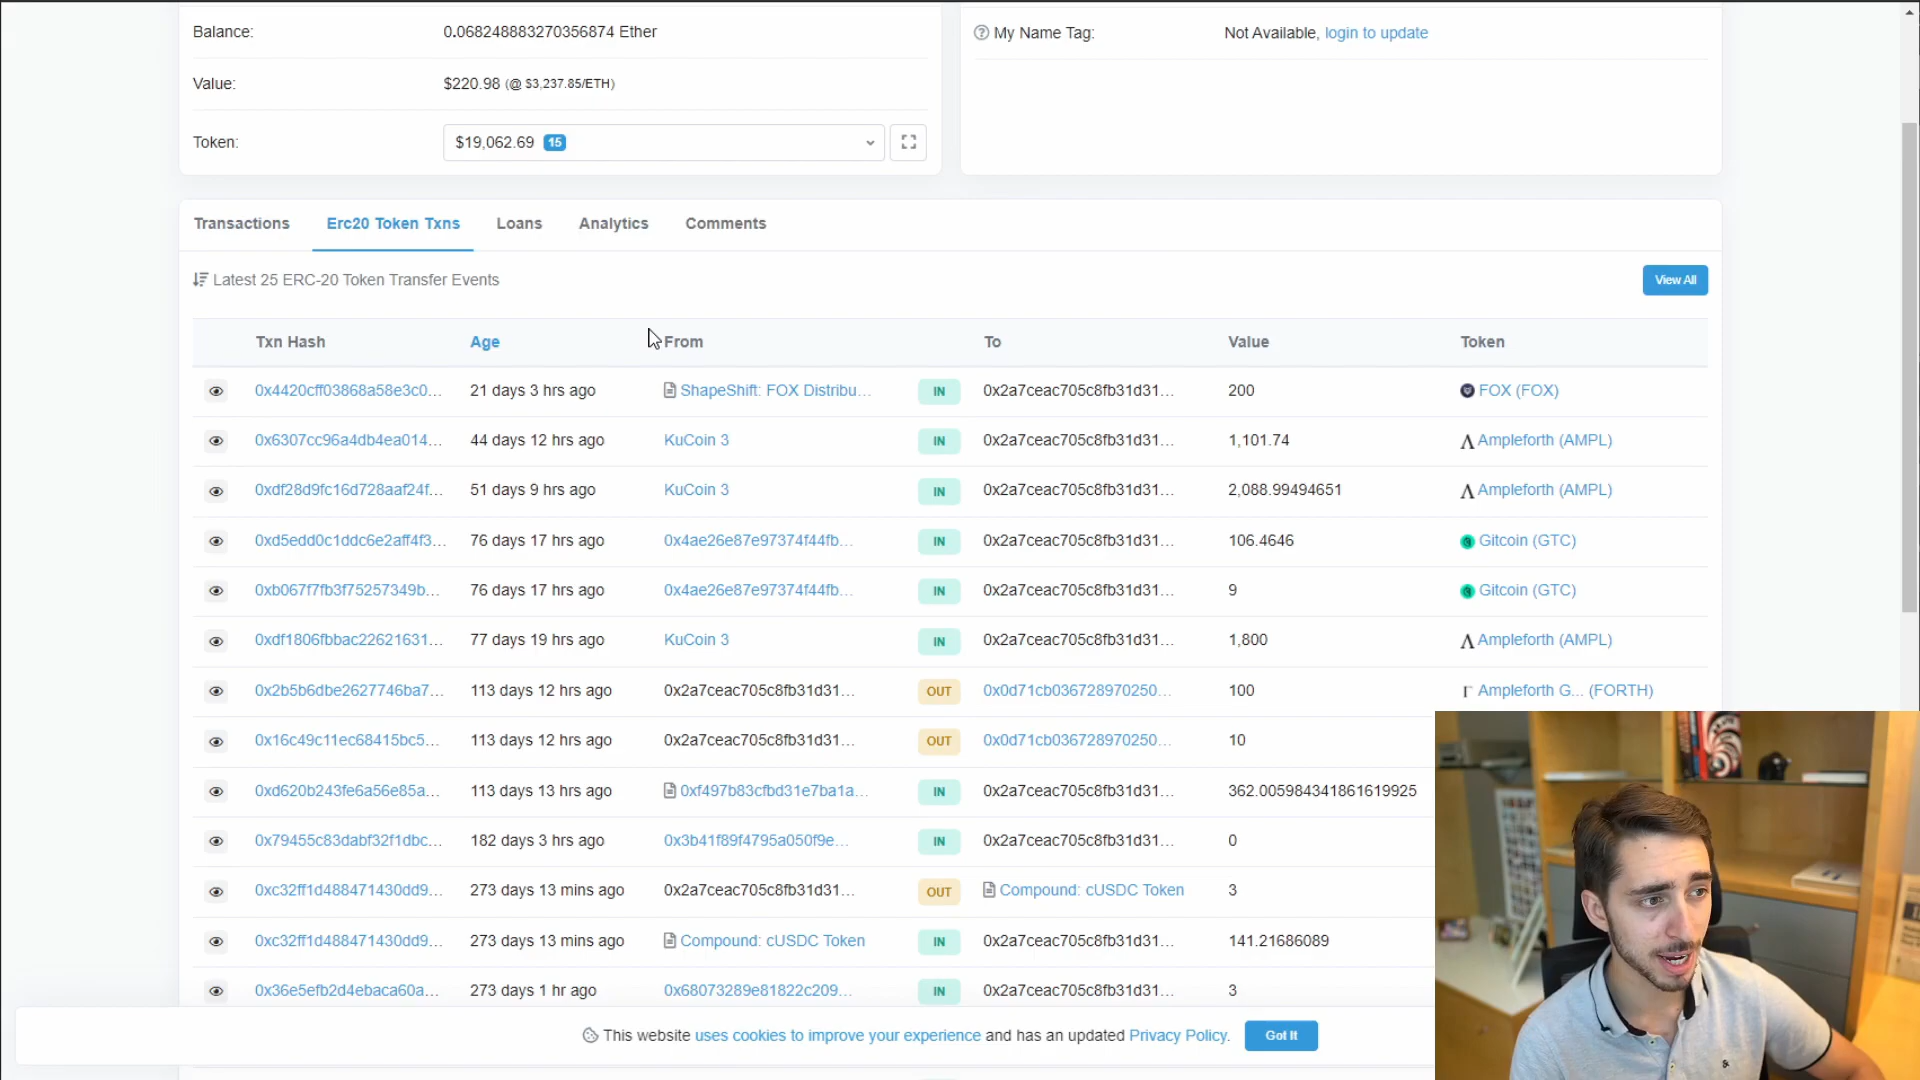 Balance: 0.068248883270356874 Ether
My Name Tag: Not Available, login to update
Value: $220.98 (@ $3,237.85/ETH)
Token: $19,062.69 15
Transactions Erc20 Token Txns Loans Analytics Comments
Latest 25 ERC-20 Token Transfer Events View All
Txn Hash Age From To Value Token
0x4420cff03868a58e3c0... 21 days 3 hrs ago ShapeShift: FOX Distribu... IN 0x2a7ceac705c8fb31d31... 200 FOX (FOX)
0x6307cc96a4db4ea014... 44 days 12 hrs ago KuCoin 3 IN 0x2a7ceac705c8fb31d31... 1,101.74 Ampleforth (AMPL)
0xdf28d9fc16d728aaf24f... 51 days 9 hrs ago KuCoin 3 IN 0x2a7ceac705c8fb31d31... 2,088.99494651 Ampleforth (AMPL)
0xd5edd0c1ddc6e2aff4f3... 76 days 17 hrs ago 0x4ae26e87e97374f44fb... IN 0x2a7ceac705c8fb31d31... 106.4646 Gitcoin (GTC)
0xb067f7fb3f75257349b... 76 days 17 hrs ago 0x4ae26e87e97374f44fb... IN 0x2a7ceac705c8fb31d31... 9 Gitcoin (GTC)
0xdf1806fbbac22621631... 77 days 19 hrs ago KuCoin 3 IN 0x2a7ceac705c8fb31d31... 1,800 Ampleforth (AMPL)
0x2b5b6dbe2627746ba7... 113 days 12 hrs ago 0x2a7ceac705c8fb31d31... OUT 0x0d71cb036728970250... 100 Ampleforth G... (FORTH)
0x16c49c11ec68415bc5... 113 days 12 hrs ago 0x2a7ceac705c8fb31d31... OUT 0x0d71cb036728970250... 10
0xd620b243fe6a56e85a... 113 days 13 hrs ago 0xf497b83cfbd31e7ba1a... IN 0x2a7ceac705c8fb31d31... 362.005984341861619925
0x79455c83dabf32f1dbc... 182 days 3 hrs ago 0x3b41f89f4795a050f9e... IN 0x2a7ceac705c8fb31d31... 0
0xc32ff1d488471430dd9... 273 days 13 mins ago 0x2a7ceac705c8fb31d31... OUT Compound: cUSDC Token 3
0xc32ff1d488471430dd9... 273 days 13 mins ago Compound: cUSDC Token IN 0x2a7ceac705c8fb31d31... 141.21686089
0x36e5efb2d4ebaca60a... 273 days 1 hr ago 0x68073289e81822c209... IN 0x2a7ceac705c8fb31d31... 3
This website uses cookies to improve your experience and has an updated Privacy Policy. Got It